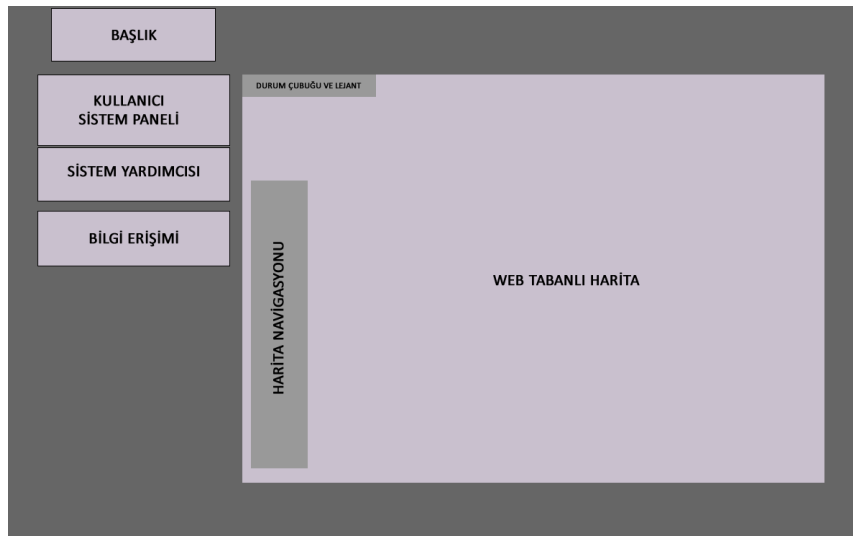 BAŞLIK
KULLANICI
SİSTEM PANELİ
SİSTEM YARDIMCISI
BİLGİ ERİŞİMİ
DURUM ÇUBUĞU VE LEJANT
HARİTA NAVİGASYONU
WEB TABANLI HARİTA